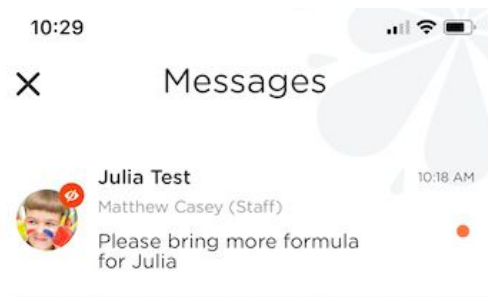 10:29
Messages
Julia Test
10:18 AM
Matthew Casey (Staff)
Please bring more formula
for Julia